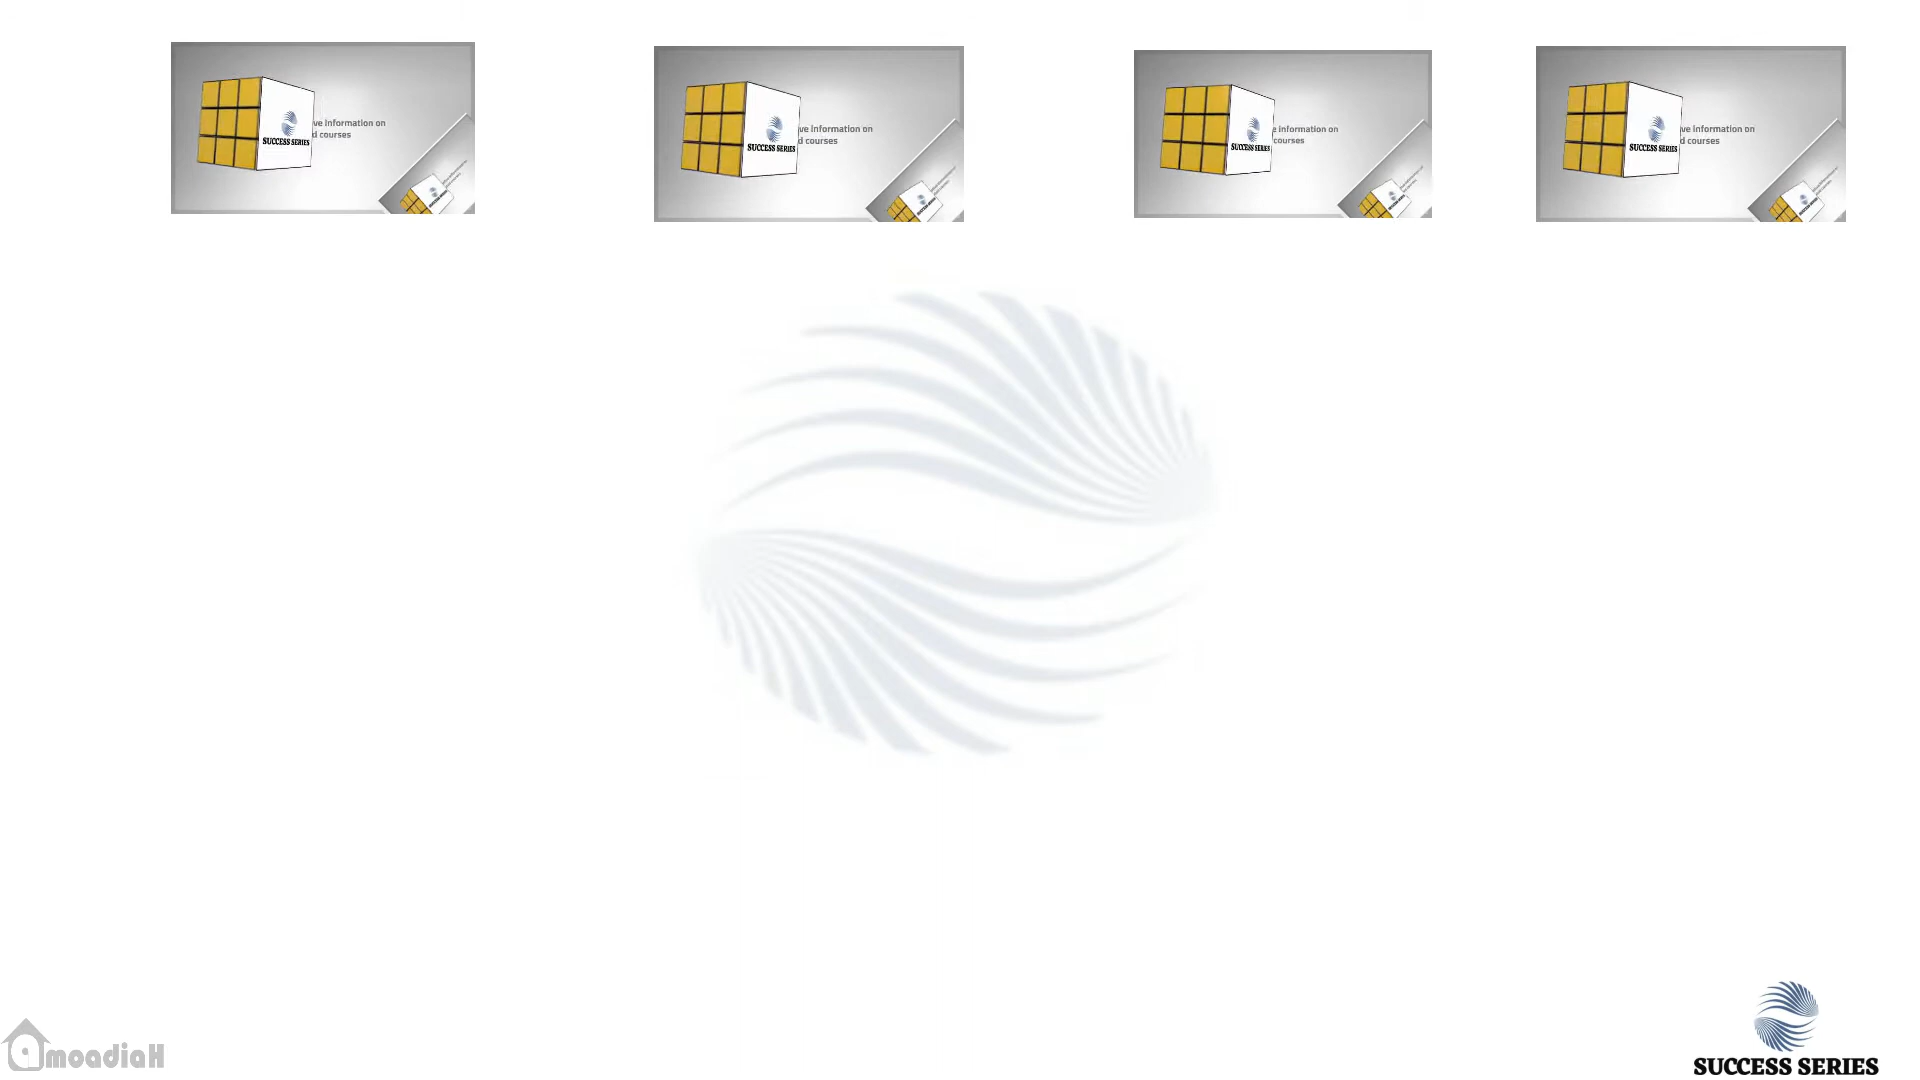 ve Information on
d courses
SUCCESS SERIES
ve Information on
d courses
SUCCESS SERIES
e Information on
courses
SUCCESS SERIES
ve Information on
d courses
SUCCESS SERIES
amoadiaH
SUCCESS SERIES